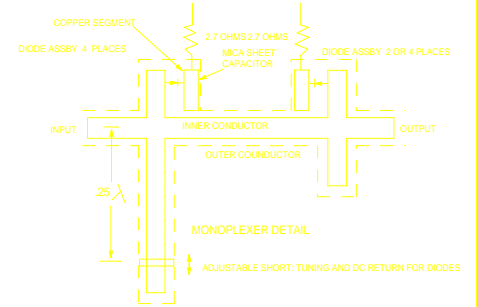 COPPER SEGMENT
2.7 OHMS 2.7 OHMS
DIODE ASSBY 4 PLACES
MICA SHEET
CAPACITOR
DIODE ASSBY 2 OR 4 PLACES
INPUT
INNER CONDUCTOR
OUTPUT
OUTER COUNDUCTOR
.25 λ
MONOPLEXER DETAIL
ADJUSTABLE SHORT: TUNING AND DC RETURN FOR DIODES